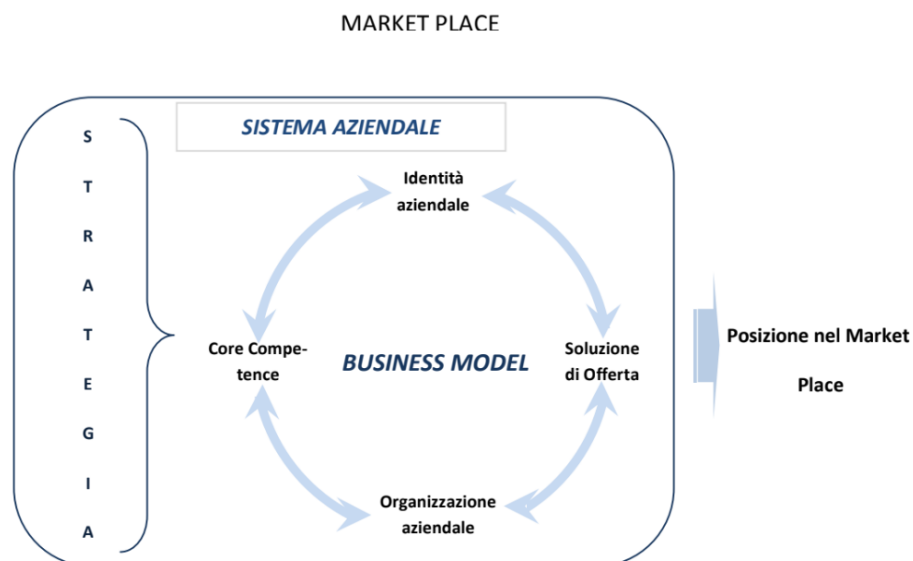 MARKET PLACE
SISTEMA AZIENDALE
S
T
R
A
T
E
G
I
A
Identità
aziendale
Core Compe-
tence
BUSINESS MODEL
Soluzione
di Offerta
Organizzazione
aziendale
Posizione nel Market
Place